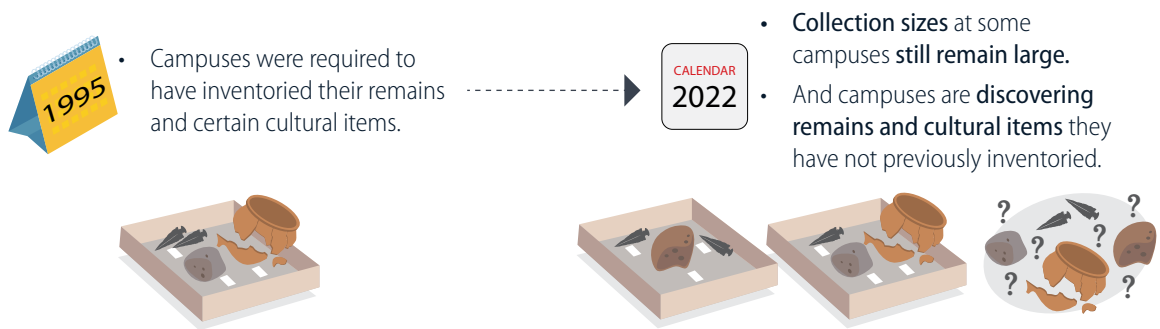 1995
• Campuses were required to
have inventoried their remains
and certain cultural items.
CALENDAR
2022
• Collection sizes at some
campuses still remain large.
• And campuses are discovering
remains and cultural items they
have not previously inventoried.
? ? ? ? ? ? ?